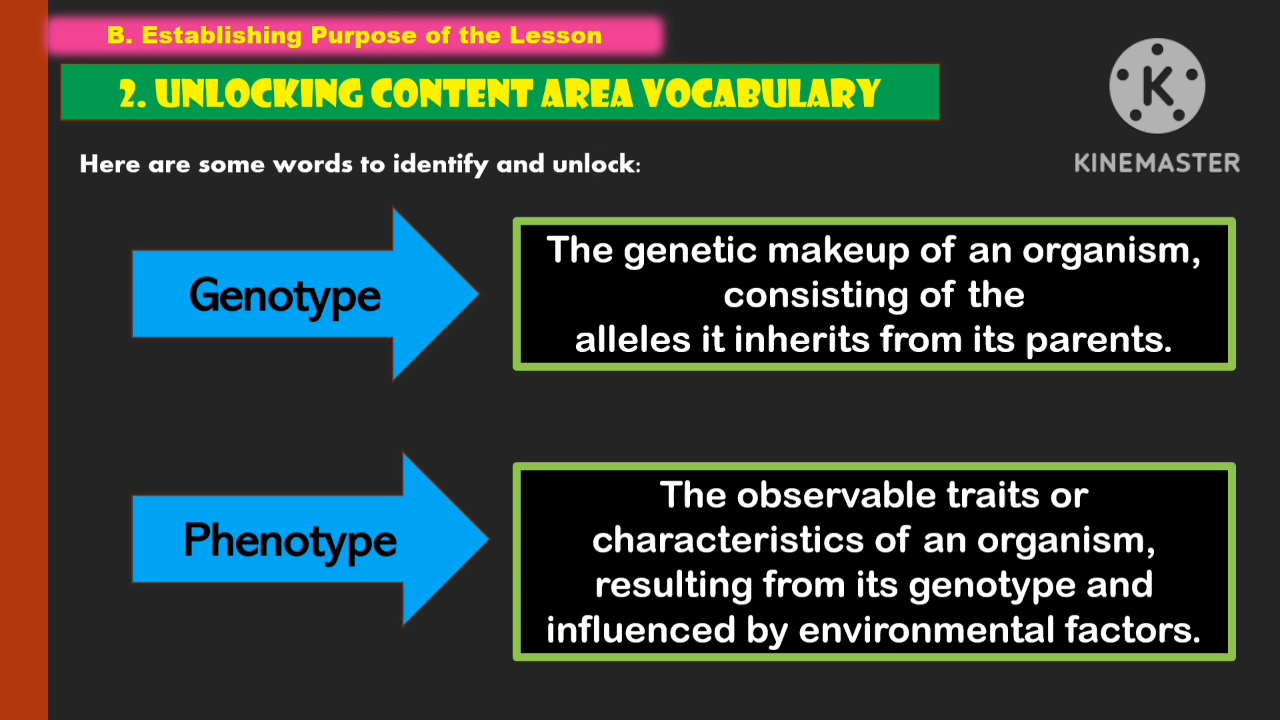 B. Establishing Purpose of the Lesson
2. UNLOCKING CONTENT AREA VOCABULARY
K
KINEMASTER
Here are some words to identify and unlock:
Genotype
The genetic makeup of an organism,
consisting of the
alleles it inherits from its parents.
Phenotype
The observable traits or
characteristics of an organism,
resulting from its genotype and
influenced by environmental factors.